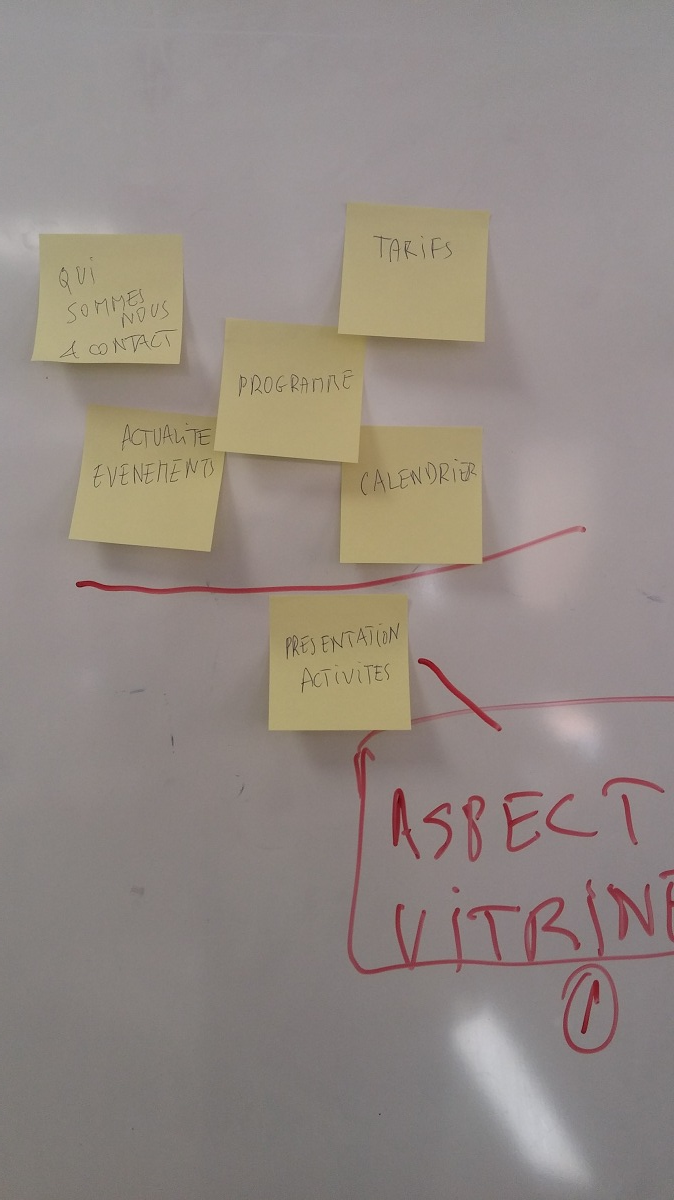 TARIFS
QUI
SOMMES
NOUS
& CONTACT
PROGRAMME
ACTUALITE
EVENEMENTS
CALENDRIER
PRESENTATION
ACTIVITES
ASPECT
VITRINE
1